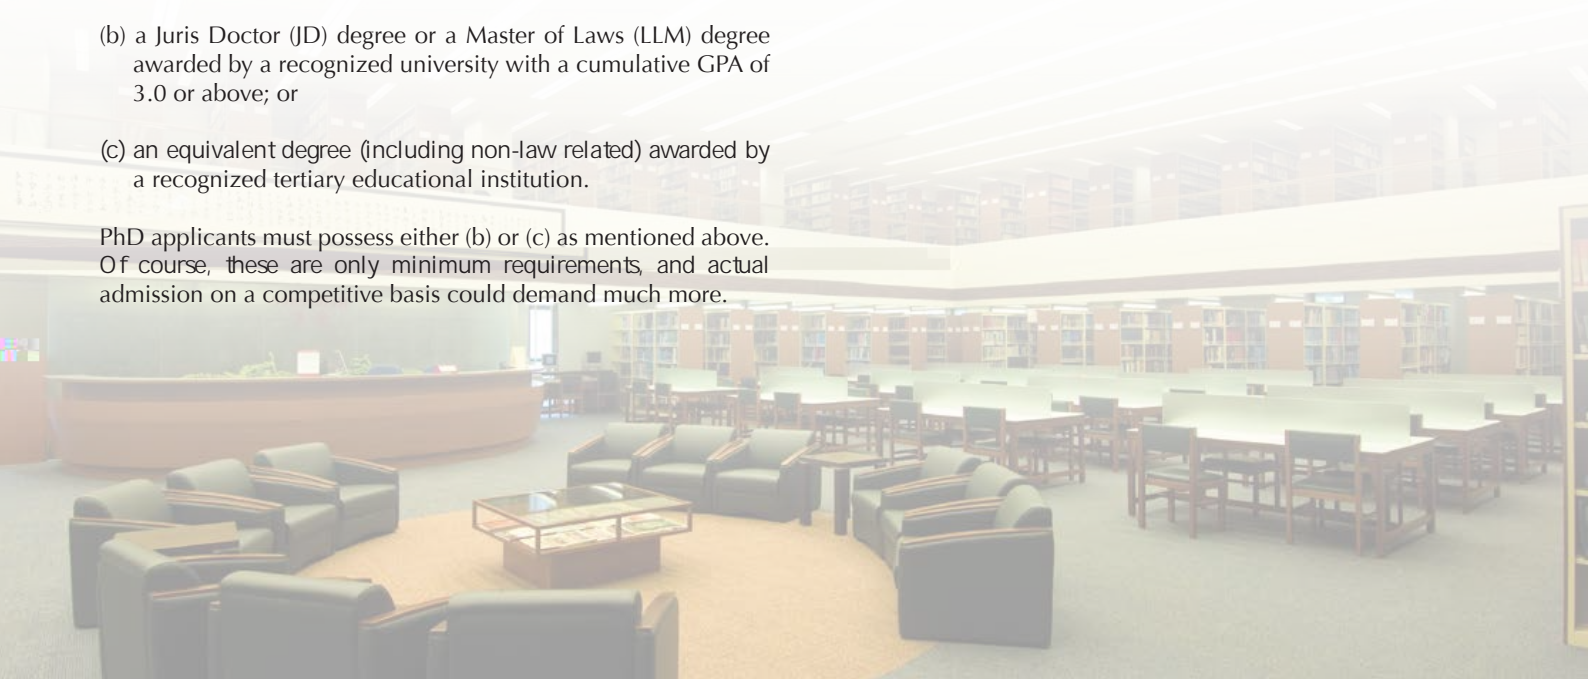 (b) a Juris Doctor (JD) degree or a Master of Laws (LLM) degree
awarded by a recognized university with a cumulative GPA of
3.0 or above; or
(c) an equivalent degree (including non-law related) awarded by
a recognized tertiary educational institution.
PhD applicants must possess either (b) or (c) as mentioned above.
Of course, these are only minimum requirements, and actual
admission on a competitive basis could demand much more.